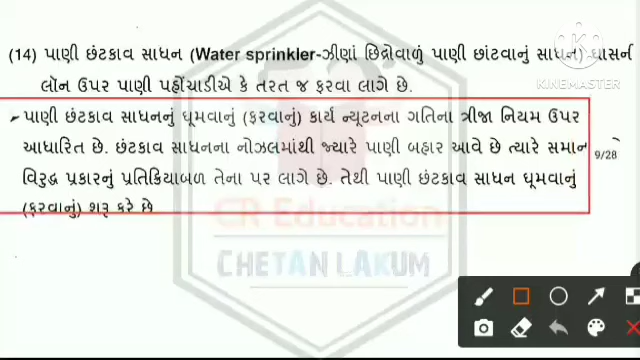 (14) પાણી છંટકાવ સાધન (Water sprinkler-ઝીણાં છિદ્રોવાળું પાણી છાંટવાનું સાધન) ઘાસની
લૉન ઉપર પાણી પહોંચાડીએ કે તરત જ ફરવા લાગે છે.
પાણી છંટકાવ સાધનનું ઘૂમવાનું (ફરવાનું) કાર્ય ન્યૂટનના ગતિના ત્રીજા નિયમ ઉપર
આધારિત છે. છંટકાવ સાધનના નોઝલમાંથી જ્યારે પાણી બહાર આવે છે ત્યારે સમાન
9/28
વિરુદ્ધ પ્રકારનું પ્રતિક્રિયાબળ તેના પર લાગે છે. તેથી પાણી છંટકાવ સાધન ઘૂમવાનું
(ફરવાનું) શરૂ કરે છે
CR Education
CHETAN LAKUM
KINEMASTER